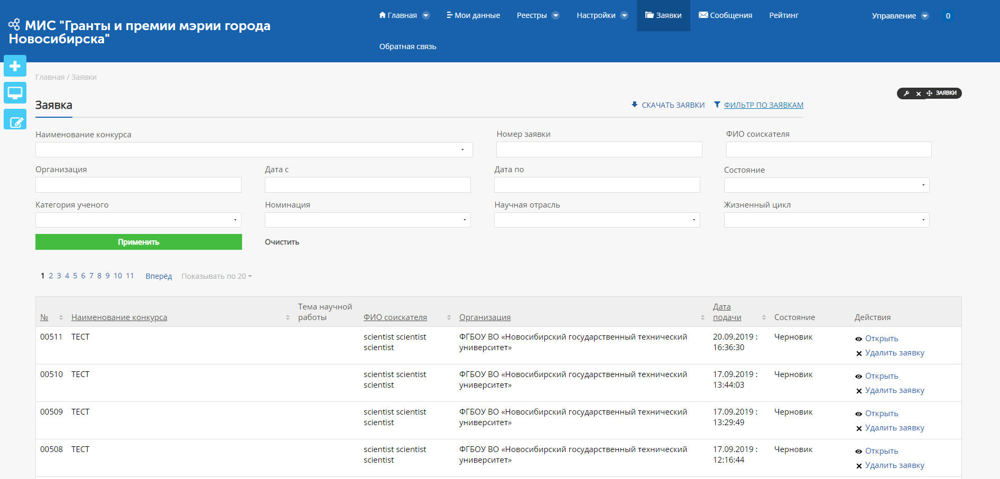 МИС "Гранты и премии мэрии города
Новосибирска"
Главная
Мои данные
Реестры
Настройки
Заявки
Сообщения
Рейтинг
Управление
0
Обратная связь
Главная / Заявки
ЗАЯВКИ
Заявка
СКАЧАТЬ ЗАЯВКИ
ФИЛЬТР ПО ЗАЯВКАМ
Наименование конкурса
Номер заявки
ФИО соискателя
Организация
Дата с
Дата по
Состояние
Категория ученого
Номинация
Научная отрасль
Жизненный цикл
Применить
Очистить
1 2 3 4 5 6 7 8 9 10 11 Вперёд Показывать по 20
№
Наименование конкурса
Тема научной
работы
ФИО соискателя
Организация
Дата
подачи
Состояние
Действия
00511
ТЕСТ
scientist scientist
scientist
ФГБОУ ВО «Новосибирский государственный технический
университет»
20.09.2019 :
16:36:30
Черновик
Открыть
Удалить заявку
00510
ТЕСТ
scientist scientist
scientist
ФГБОУ ВО «Новосибирский государственный технический
университет»
17.09.2019 :
13:44:03
Черновик
Открыть
Удалить заявку
00509
ТЕСТ
scientist scientist
scientist
ФГБОУ ВО «Новосибирский государственный технический
университет»
17.09.2019 :
13:29:49
Черновик
Открыть
Удалить заявку
00508
ТЕСТ
scientist scientist
scientist
ФГБОУ ВО «Новосибирский государственный технический
университет»
17.09.2019 :
12:16:44
Черновик
Открыть
Удалить заявку